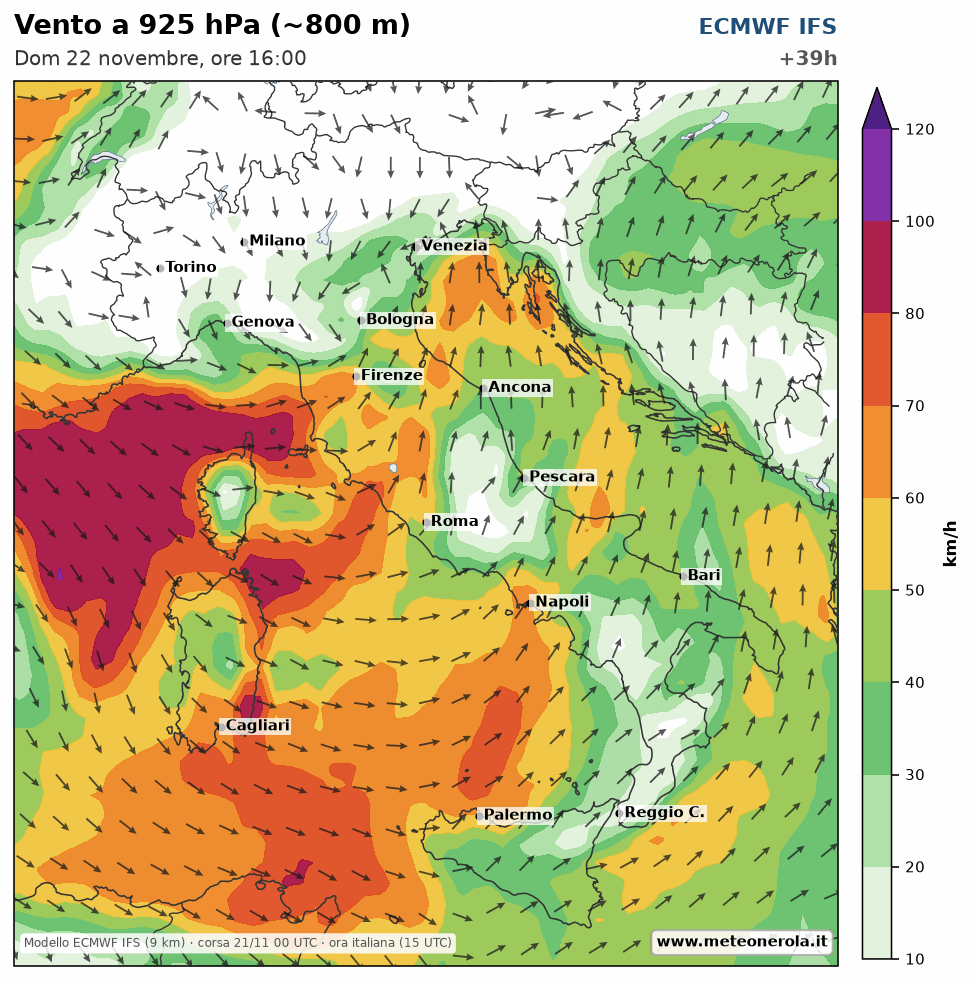 Vento a 925 hPa (~800 m)
ECMWF IFS
Dom 22 novembre, ore 16:00
+39h
Milano
Venezia
Torino
Genova
Bologna
Firenze
Ancona
Pescara
Roma
Bari
Napoli
Cagliari
Palermo
Reggio C.
120
100
80
70
60
50
40
30
20
10
km/h
Modello ECMWF IFS (9 km) · corsa 21/11 00 UTC · ora italiana (15 UTC)
www.meteonerola.it